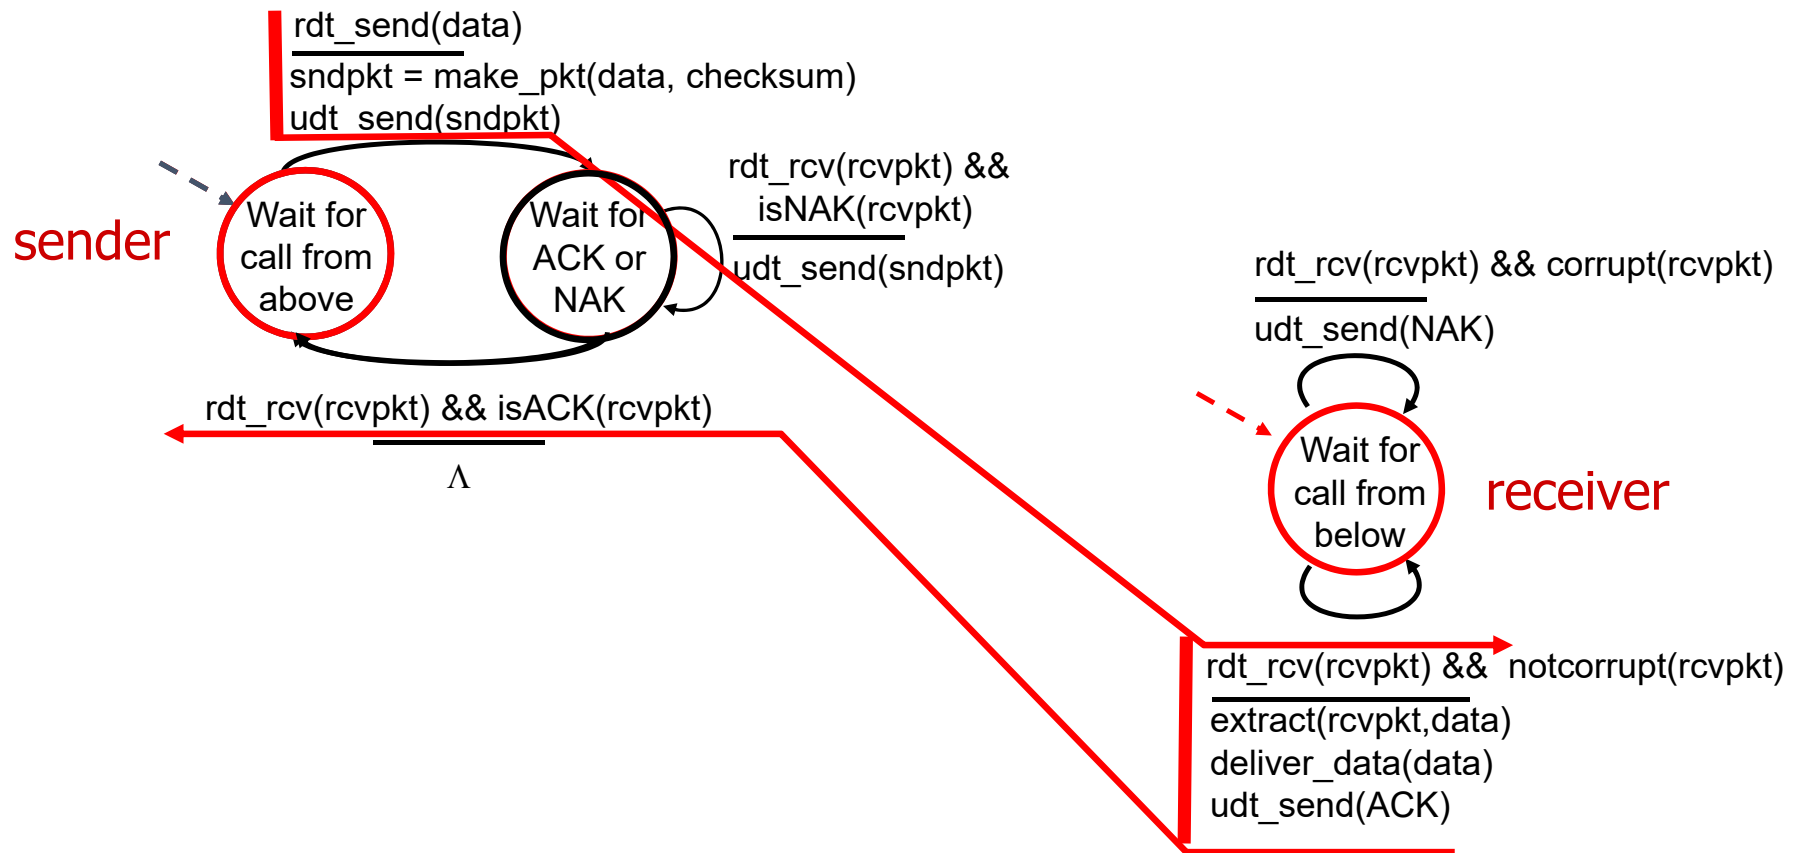 rdt_send(data)
sndpkt = make_pkt(data, checksum)
udt_send(sndpkt)
sender
Wait for
call from
above
Wait for
ACK or
NAK
rdt_rcv(rcvpkt) &&
isNAK(rcvpkt)
udt_send(sndpkt)
rdt_rcv(rcvpkt) && isACK(rcvpkt)
Λ
rdt_rcv(rcvpkt) && corrupt(rcvpkt)
udt_send(NAK)
Wait for
call from
below
receiver
rdt_rcv(rcvpkt) && notcorrupt(rcvpkt)
extract(rcvpkt,data)
deliver_data(data)
udt_send(ACK)